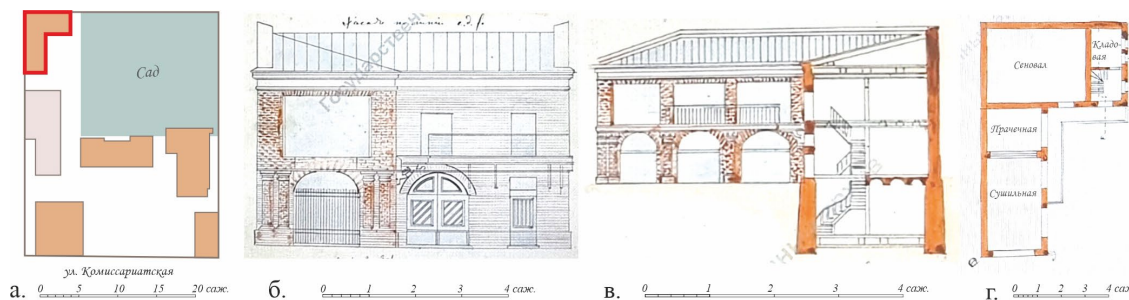 Сад
ул. Комиссариатская
а.
0 5 10 15 20 саж.
Государственн
б.
0 1 2 3 4 саж.
в.
0 1 2 3 4 саж.
Сеновал
Кладо-
вая
Прачечная
Сушильная
г.
0 1 2 3 4 саж.